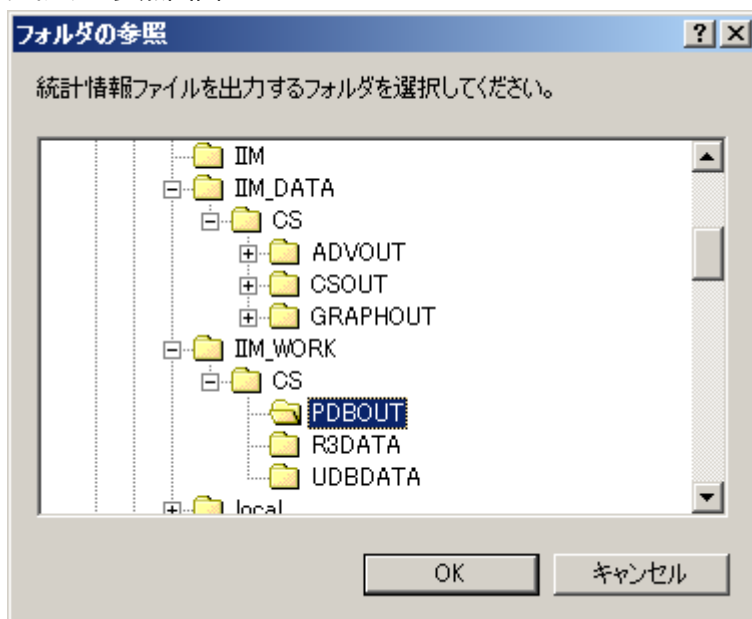 フォルダの参照
統計情報ファイルを出力するフォルダを選択してください。
IIM
IIM_DATA
CS
ADVOUT
CSOUT
GRAPHOUT
IIM_WORK
CS
PDBOUT
R3DATA
UDBDATA
local
OK キャンセル